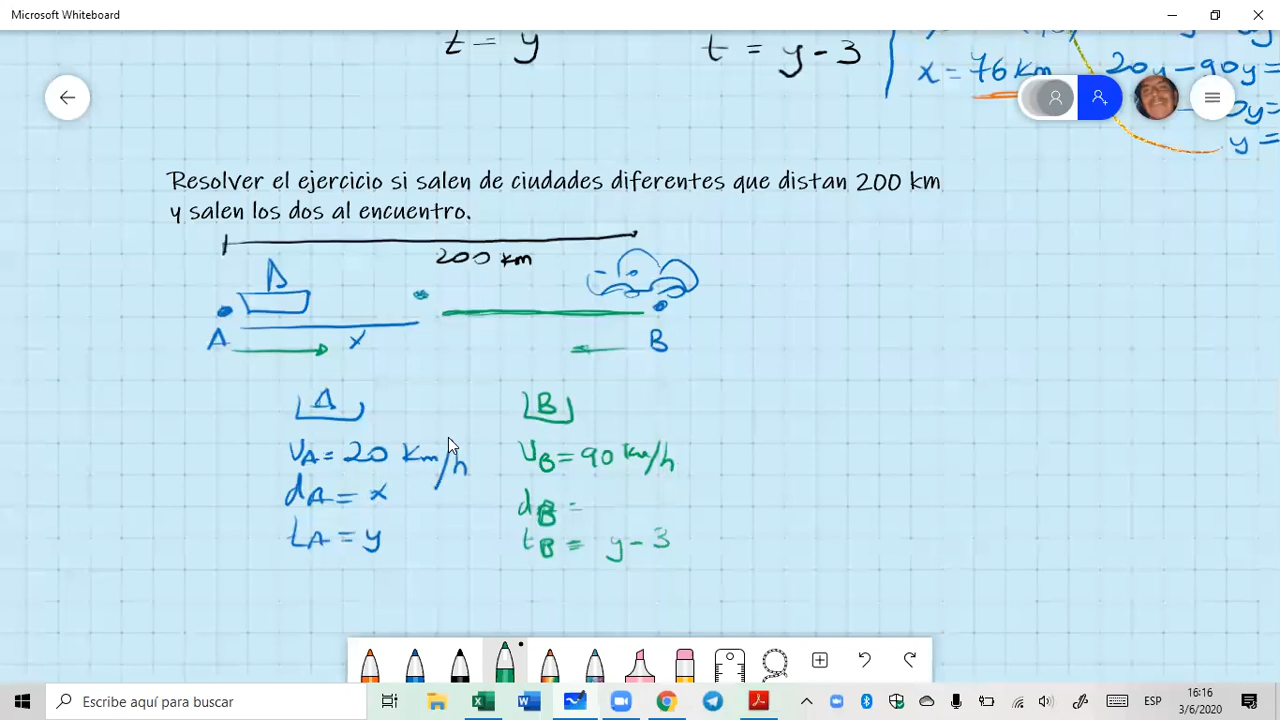 Microsoft Whiteboard
t = y
t = y - 3
x = 76 km
20y - 90y =
y =
Resolver el ejercicio si salen de ciudades diferentes que distan 200 km
y salen los dos al encuentro.
200 km
A
x
B
A
B
VA = 20 km/h
VB = 90 km/h
dA = x
dB =
tA = y
tB = y - 3
Escribe aquí para buscar
ESP
16:16
3/6/2020